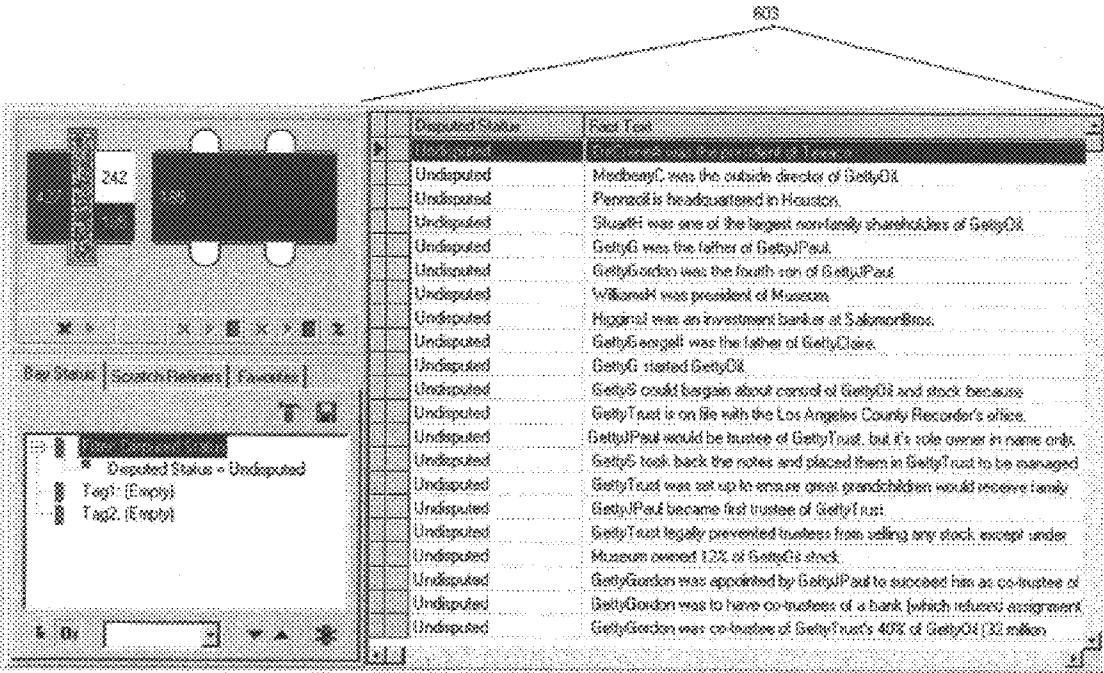 603
242
Disputed Status Fact Text
Undisputed
Undisputed MedberryC was the outside director of GettyOil.
Undisputed Pennzoil is headquartered in Houston.
Undisputed StuartH was one of the largest non-family shareholders of GettyOil.
Undisputed GettyG was the father of GettyJPaul.
Undisputed GettyGordon was the fourth son of GettyJPaul.
Undisputed WilliamsH was president of Museum.
Undisputed HigginsJ was an investment banker at SalomonBros.
Undisputed GettyGeorgeII was the father of GettyClaire.
Undisputed GettyG started GettyOil.
Undisputed GettyS could bargain about control of GettyOil and stock because
Undisputed GettyTrust is on file with the Los Angeles County Recorder's office.
Undisputed GettyJPaul would be trustee of GettyTrust, but it's sole owner in name only.
Undisputed GettyS took back the notes and placed them in GettyTrust to be managed
Undisputed GettyTrust was set up to ensure great grandchildren would receive family
Undisputed GettyJPaul became first trustee of GettyTrust.
Undisputed GettyTrust legally prevented trustees from selling any stock except under
Undisputed Museum owned 12% of GettyOil stock.
Undisputed GettyGordon was appointed by GettyJPaul to succeed him as co-trustee of
Undisputed GettyGordon was to have co-trustees of a bank (which refuses assignment
Undisputed GettyGordon was co-trustee of GettyTrust's 40% of GettyOil (32 million
Bay Status Scratch Refiners Favorites
Disputed Status = Undisputed
Tag1: (Empty)
Tag2: (Empty)